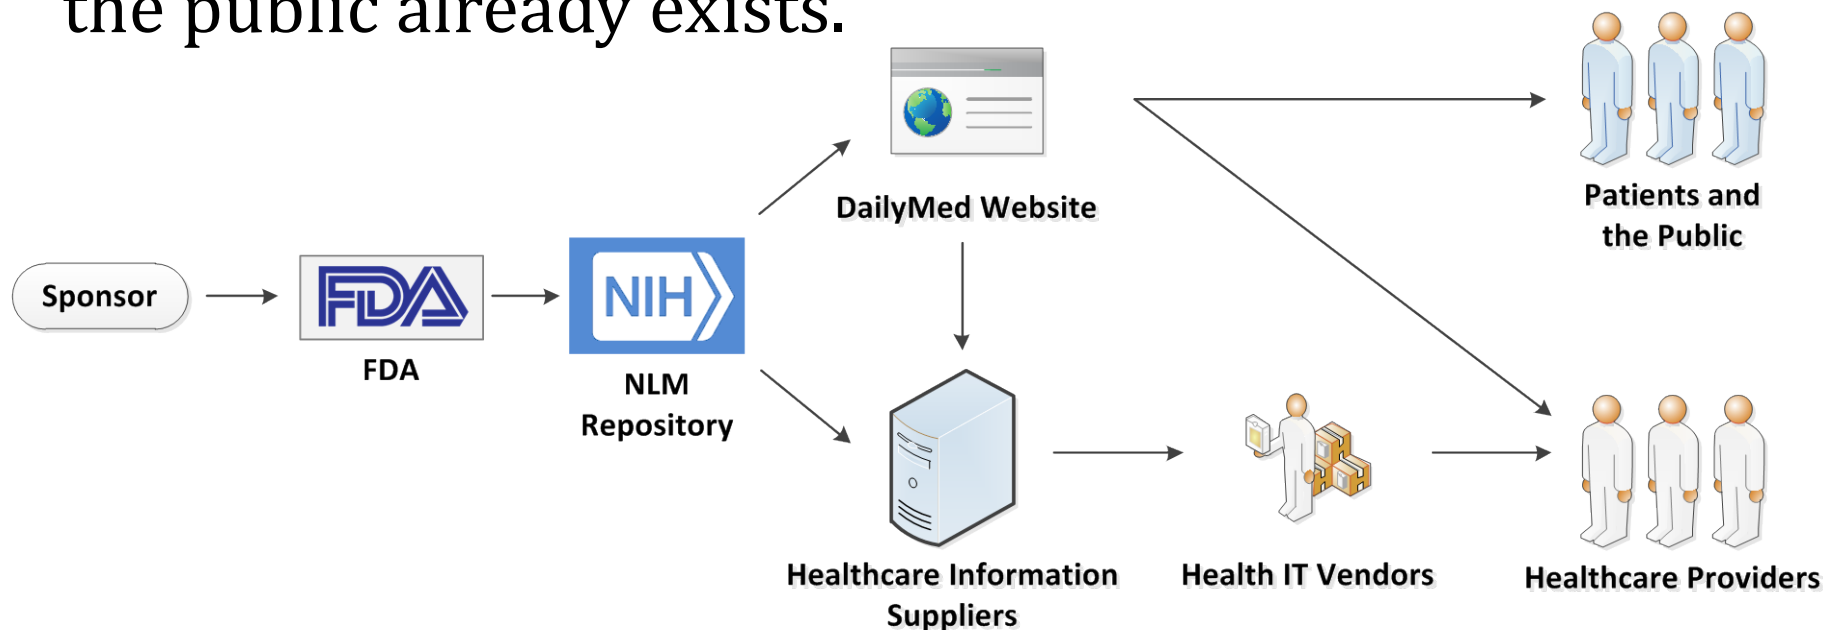 the public already exists.
DailyMed Website
Patients and
the Public
Sponsor
FDA
FDA
NIH
NLM
Repository
Healthcare Information
Suppliers
Health IT Vendors
Healthcare Providers